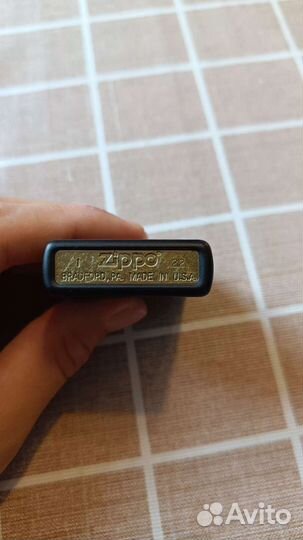 I Zippo 22
BRADFORD, PA. MADE IN U.S.A.
Avito